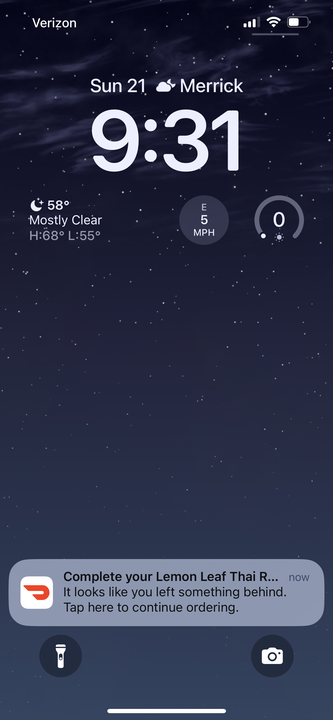 Verizon
Sun 21 Merrick
9:31
58°
Mostly Clear
H:68° L:55°
E
5
MPH
0
Complete your Lemon Leaf Thai R... now
It looks like you left something behind.
Tap here to continue ordering.